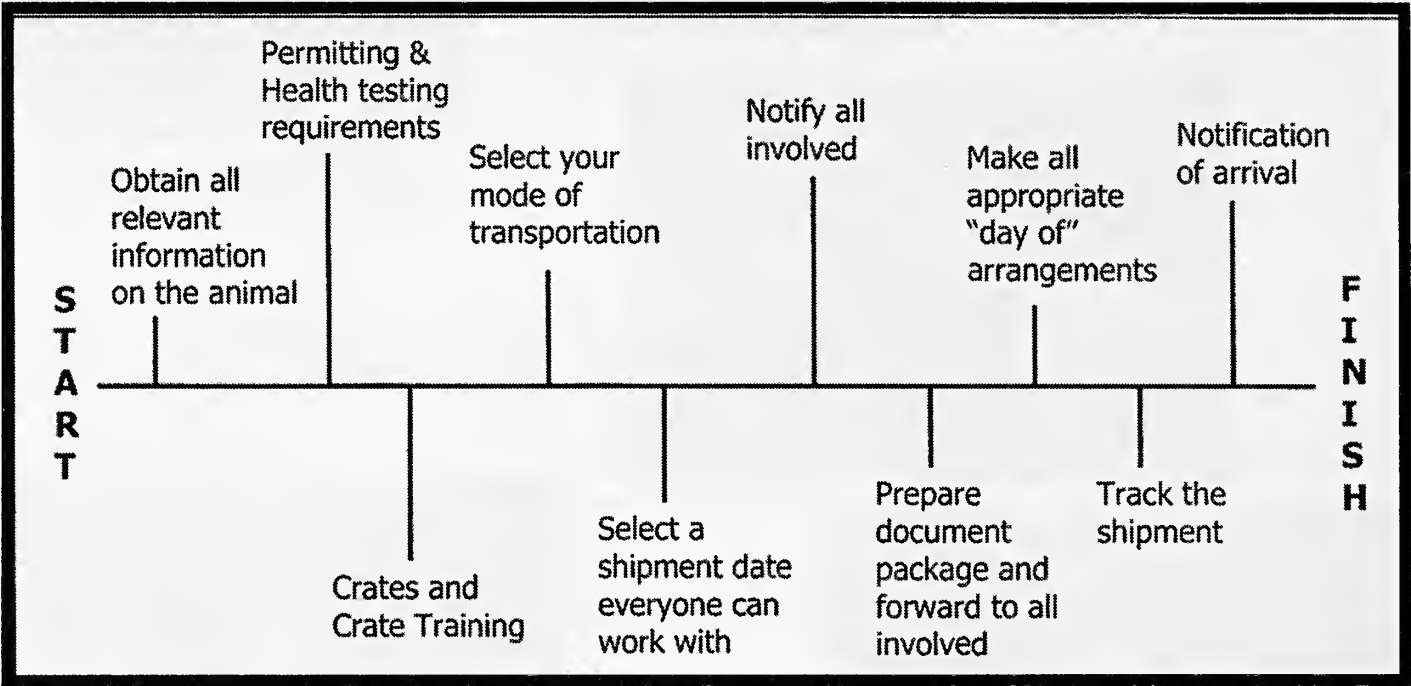 START
Obtain all
relevant
information
on the animal
Permitting &
Health testing
requirements
Crates and
Crate Training
Select your
mode of
transportation
Select a
shipment date
everyone can
work with
Notify all
involved
Prepare
document
package and
forward to all
involved
Make all
appropriate
“day of”
arrangements
Track the
shipment
Notification
of arrival
FINISH